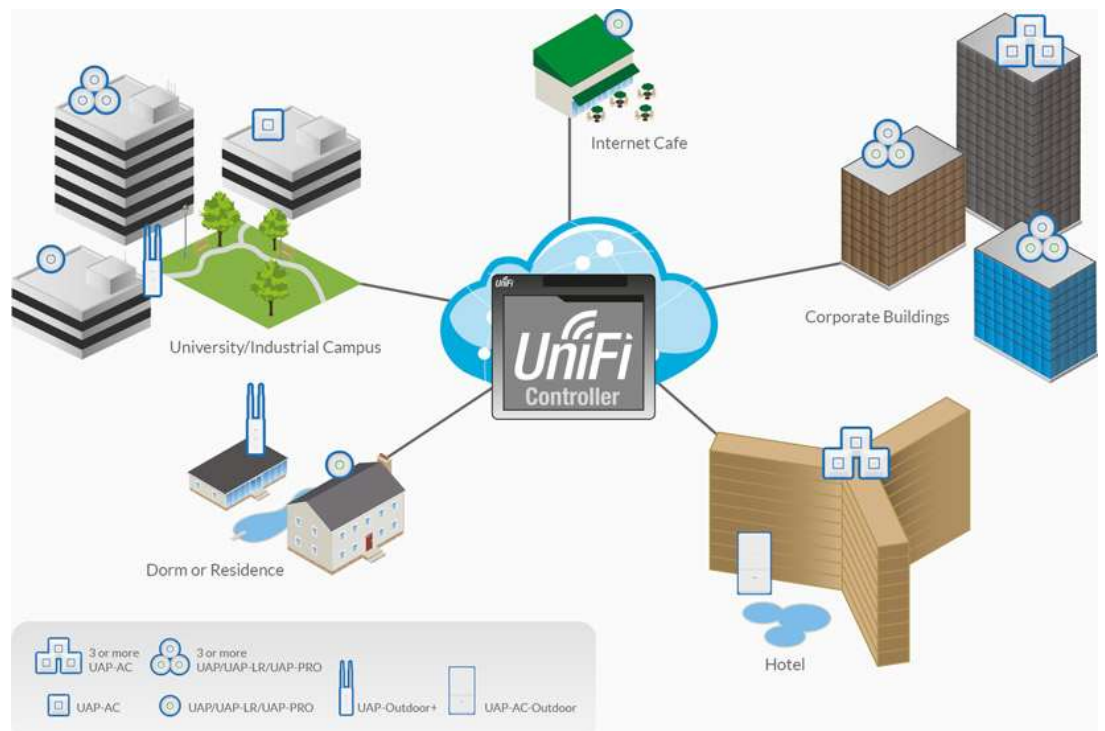 Internet Cafe
Corporate Buildings
University/Industrial Campus
UniFi
UniFi
Controller
Dorm or Residence
Hotel
3 or more
UAP-AC
3 or more
UAP/UAP-LR/UAP-PRO
UAP-AC
UAP/UAP-LR/UAP-PRO
UAP-Outdoor+
UAP-AC-Outdoor